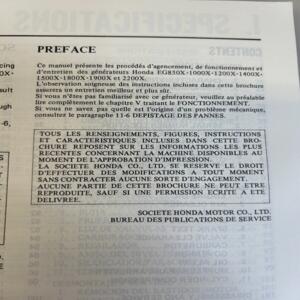 PREFACE
Ce manuel présente les procédés d'agencement, de fonctionnement et
d'entretien des générateurs Honda EG850X·1000X·1200X·1400X·
1500X·1800X·1900X et 2200X.
L'observation soigneuse des instructions incluses dans cette brochure
assurera un entretien meilleur et plus sûr.
Si vous n'êtes pas familiarisé avec ce générateur, veuillez au préalable
lire complètement le chapitre V traitant le FONCTIONNEMENT.
Si vous ne savez pas quelle est l'origine d'un problème mécanique,
consultez le paragraphe 11-6 DEPISTAGE DES PANNES.
TOUS LES RENSEIGNEMENTS, FIGURES, INSTRUCTIONS
ET CARACTERISTIQUES INCLUSES DANS CETTE BRO-
CHURE REPOSENT SUR LES INFORMATIONS LES PLUS
RECENTES CONCERNANT LA MACHINE DISPONIBLES AU
MOMENT DE L'APPROBATION D'IMPRESSION.
LA SOCIETE HONDA CO., LTD. SE RESERVE LE DROIT
D'EFFECTUER DES MODIFICATIONS A TOUT MOMENT
SANS CONTRACTER AUCUNE SORTE D'ENGAGEMENT.
AUCUNE PARTIE DE CETTE BROCHURE NE PEUT ETRE
REPRODUITE, SAUF SI UNE PERMISSION ECRITE A ETE
DELIVREE.
SOCIETE HONDA MOTOR CO., LTD.
BUREAU DES PUBLICATIONS DE SERVICE